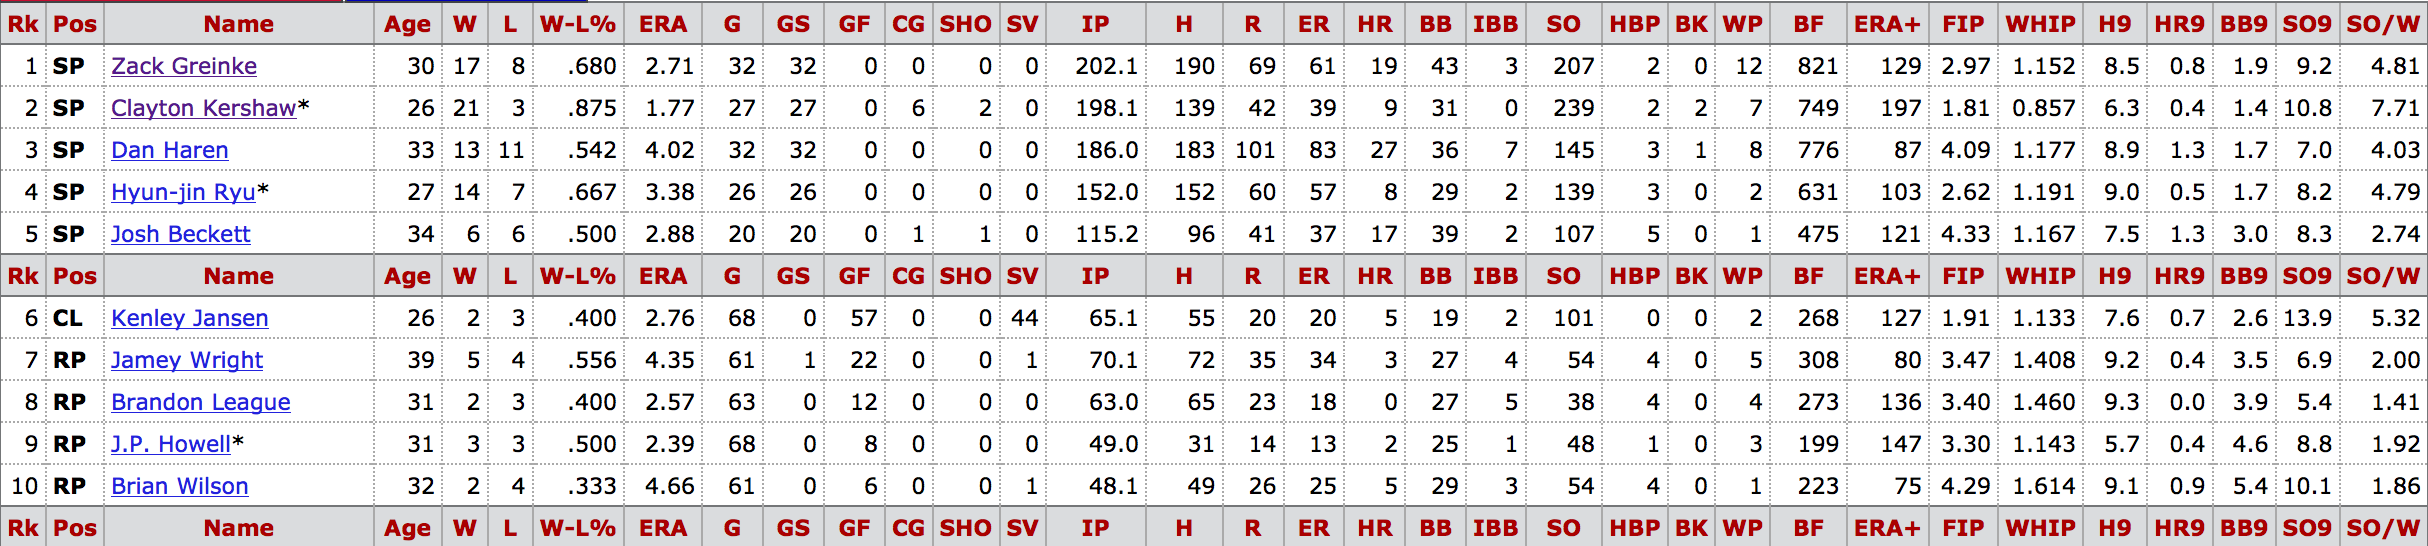 Rk Pos Name Age W L W-L% ERA G GS GF CG SHO SV IP H R ER HR BB IBB SO HBP BK WP BF ERA+ FIP WHIP H9 HR9 BB9 SO9 SO/W
1 SP Zack Greinke 30 17 8 .680 2.71 32 32 0 0 0 0 202.1 190 69 61 19 43 3 207 2 0 12 821 129 2.97 1.152 8.5 0.8 1.9 9.2 4.81
2 SP Clayton Kershaw* 26 21 3 .875 1.77 27 27 0 6 2 0 198.1 139 42 39 9 31 0 239 2 2 7 749 197 1.81 0.857 6.3 0.4 1.4 10.8 7.71
3 SP Dan Haren 33 13 11 .542 4.02 32 32 0 0 0 0 186.0 183 101 83 27 36 7 145 3 1 8 776 87 4.09 1.177 8.9 1.3 1.7 7.0 4.03
4 SP Hyun-jin Ryu* 27 14 7 .667 3.38 26 26 0 0 0 0 152.0 152 60 57 8 29 2 139 3 0 2 631 103 2.62 1.191 9.0 0.5 1.7 8.2 4.79
5 SP Josh Beckett 34 6 6 .500 2.88 20 20 0 1 1 0 115.2 96 41 37 17 39 2 107 5 0 1 475 121 4.33 1.167 7.5 1.3 3.0 8.3 2.74
Rk Pos Name Age W L W-L% ERA G GS GF CG SHO SV IP H R ER HR BB IBB SO HBP BK WP BF ERA+ FIP WHIP H9 HR9 BB9 SO9 SO/W
6 CL Kenley Jansen 26 2 3 .400 2.76 68 0 57 0 0 44 65.1 55 20 20 5 19 2 101 0 0 2 268 127 1.91 1.133 7.6 0.7 2.6 13.9 5.32
7 RP Jamey Wright 39 5 4 .556 4.35 61 1 22 0 0 1 70.1 72 35 34 3 27 4 54 4 0 5 308 80 3.47 1.408 9.2 0.4 3.5 6.9 2.00
8 RP Brandon League 31 2 3 .400 2.57 63 0 12 0 0 0 63.0 65 23 18 0 27 5 38 4 0 4 273 136 3.40 1.460 9.3 0.0 3.9 5.4 1.41
9 RP J.P. Howell* 31 3 3 .500 2.39 68 0 8 0 0 0 49.0 31 14 13 2 25 1 48 1 0 3 199 147 3.30 1.143 5.7 0.4 4.6 8.8 1.92
10 RP Brian Wilson 32 2 4 .333 4.66 61 0 6 0 0 1 48.1 49 26 25 5 29 3 54 4 0 1 223 75 4.29 1.614 9.1 0.9 5.4 10.1 1.86
Rk Pos Name Age W L W-L% ERA G GS GF CG SHO SV IP H R ER HR BB IBB SO HBP BK WP BF ERA+ FIP WHIP H9 HR9 BB9 SO9 SO/W